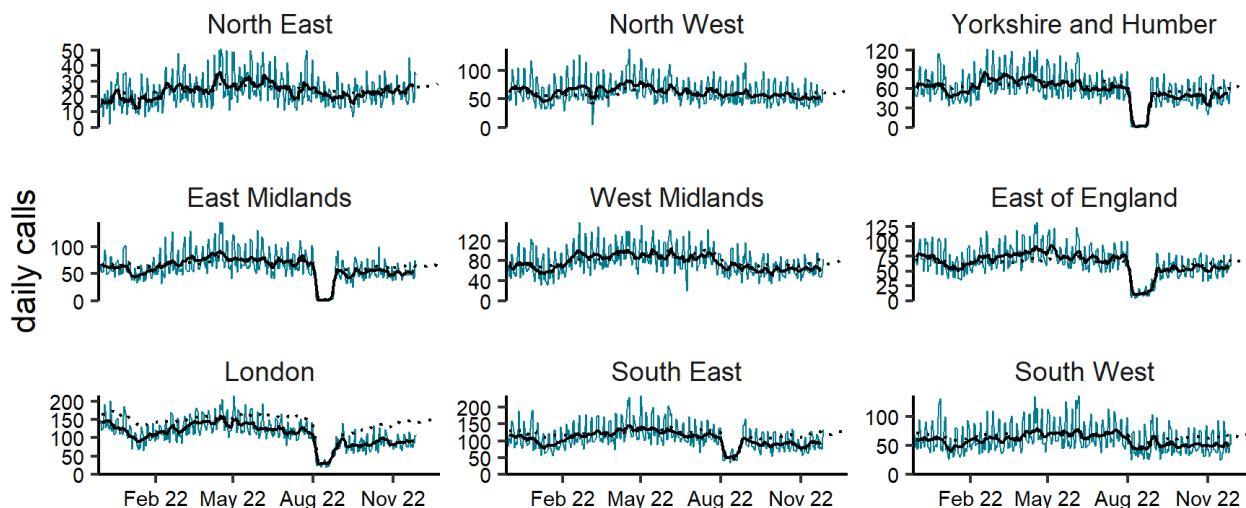 North East
North West
Yorkshire and Humber
50
40
30
20
10
0
100
50
0
120
90
60
30
0
daily calls
East Midlands
West Midlands
East of England
100
50
0
120
80
40
0
125
100
75
50
25
0
London
South East
South West
200
150
100
50
0
200
150
100
50
0
100
50
0
Feb 22
May 22
Aug 22
Nov 22
Feb 22
May 22
Aug 22
Nov 22
Feb 22
May 22
Aug 22
Nov 22